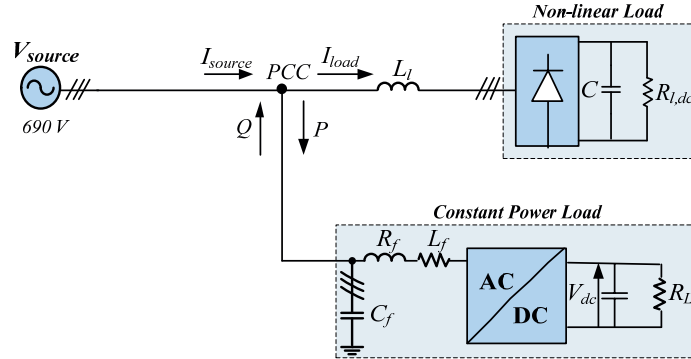 Non-linear Load
V_source
I_source
I_load
PCC
L_l
C
R_l,dc
690 V
Q
P
Constant Power Load
R_f
L_f
AC
DC
V_dc
R_L
C_f